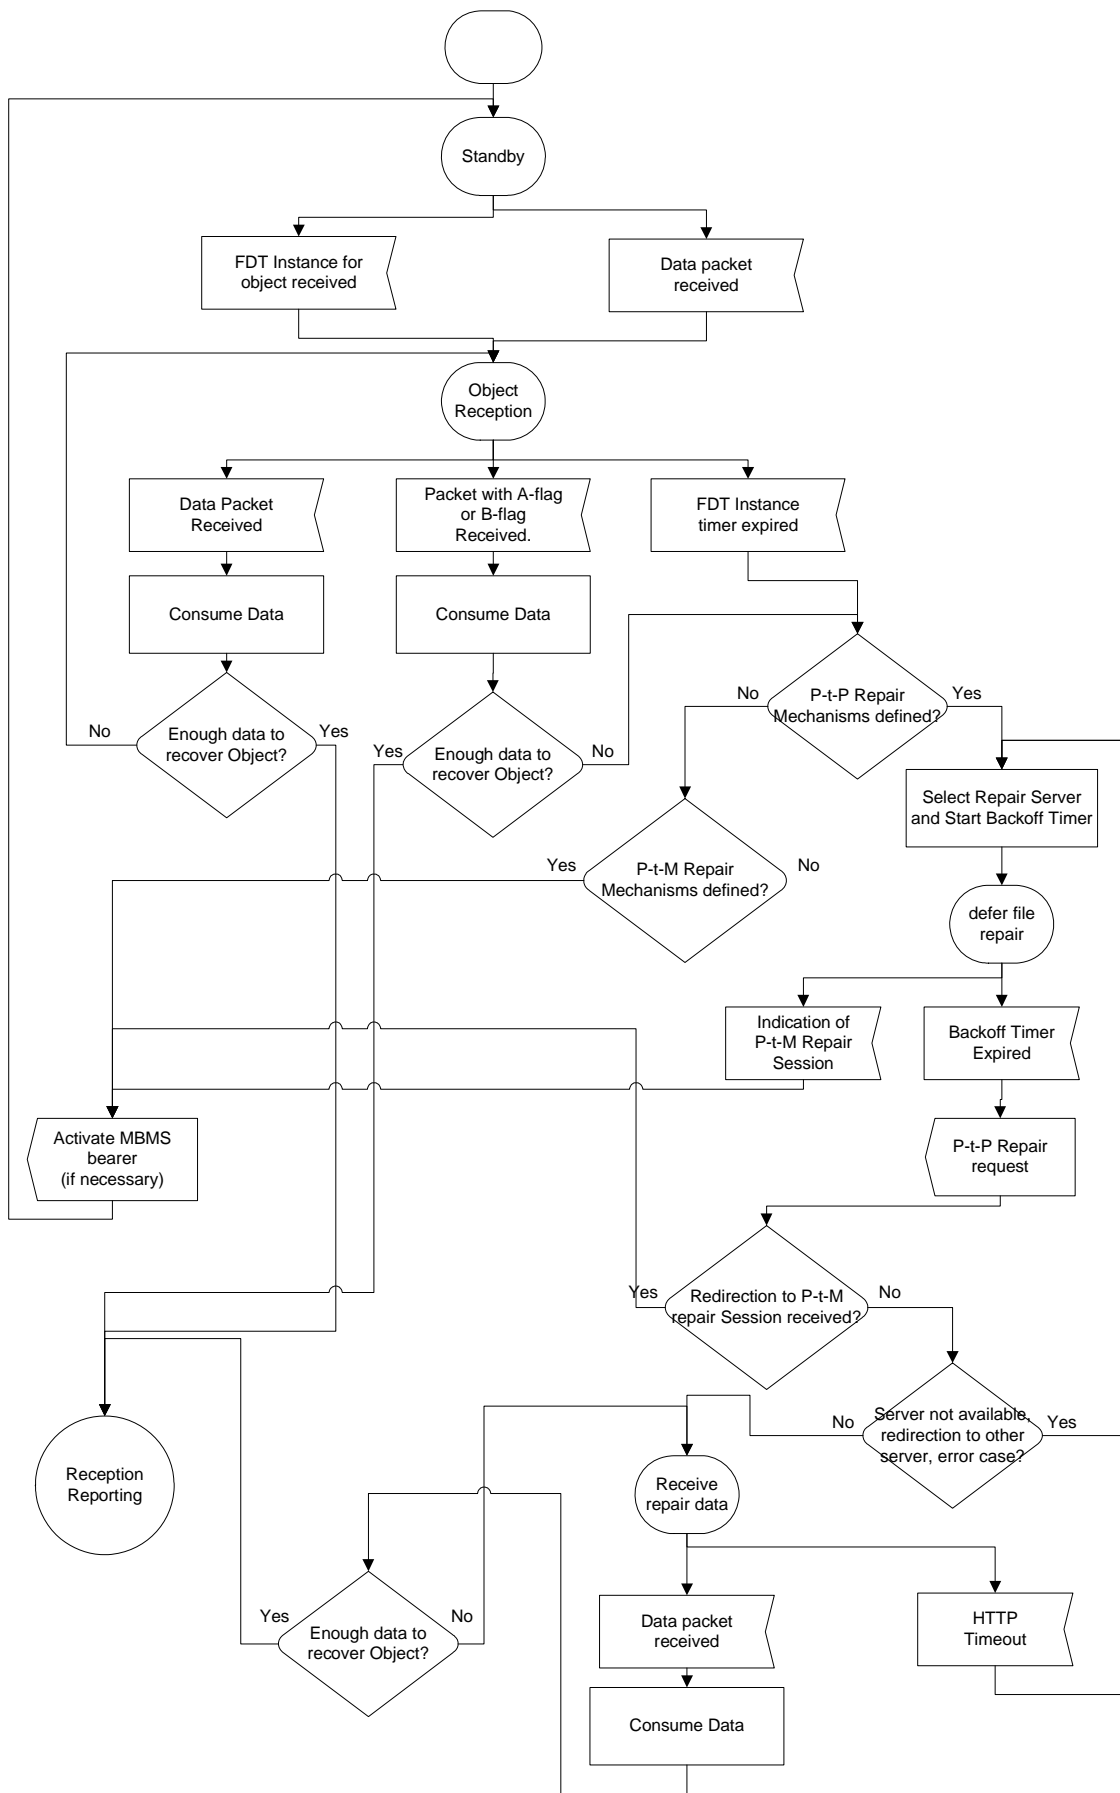 Standby
FDT Instance for
object received
Data packet
received
Object
Reception
Data Packet
Received
Packet with A-flag
or B-flag
Received.
FDT Instance
timer expired
Consume Data
Consume Data
No
P-t-P Repair
Mechanisms defined?
Yes
No
Enough data to
recover Object?
Yes
Yes
Enough data to
recover Object?
No
Select Repair Server
and Start Backoff Timer
Yes
P-t-M Repair
Mechanisms defined?
No
defer file
repair
Indication of
P-t-M Repair
Session
Backoff Timer
Expired
Activate MBMS
bearer
(if necessary)
P-t-P Repair
request
Yes
Redirection to P-t-M
repair Session received?
No
No
Server not available,
redirection to other
server, error case?
Yes
Reception
Reporting
Receive
repair data
Yes
Enough data to
recover Object?
No
Data packet
received
HTTP
Timeout
Consume Data